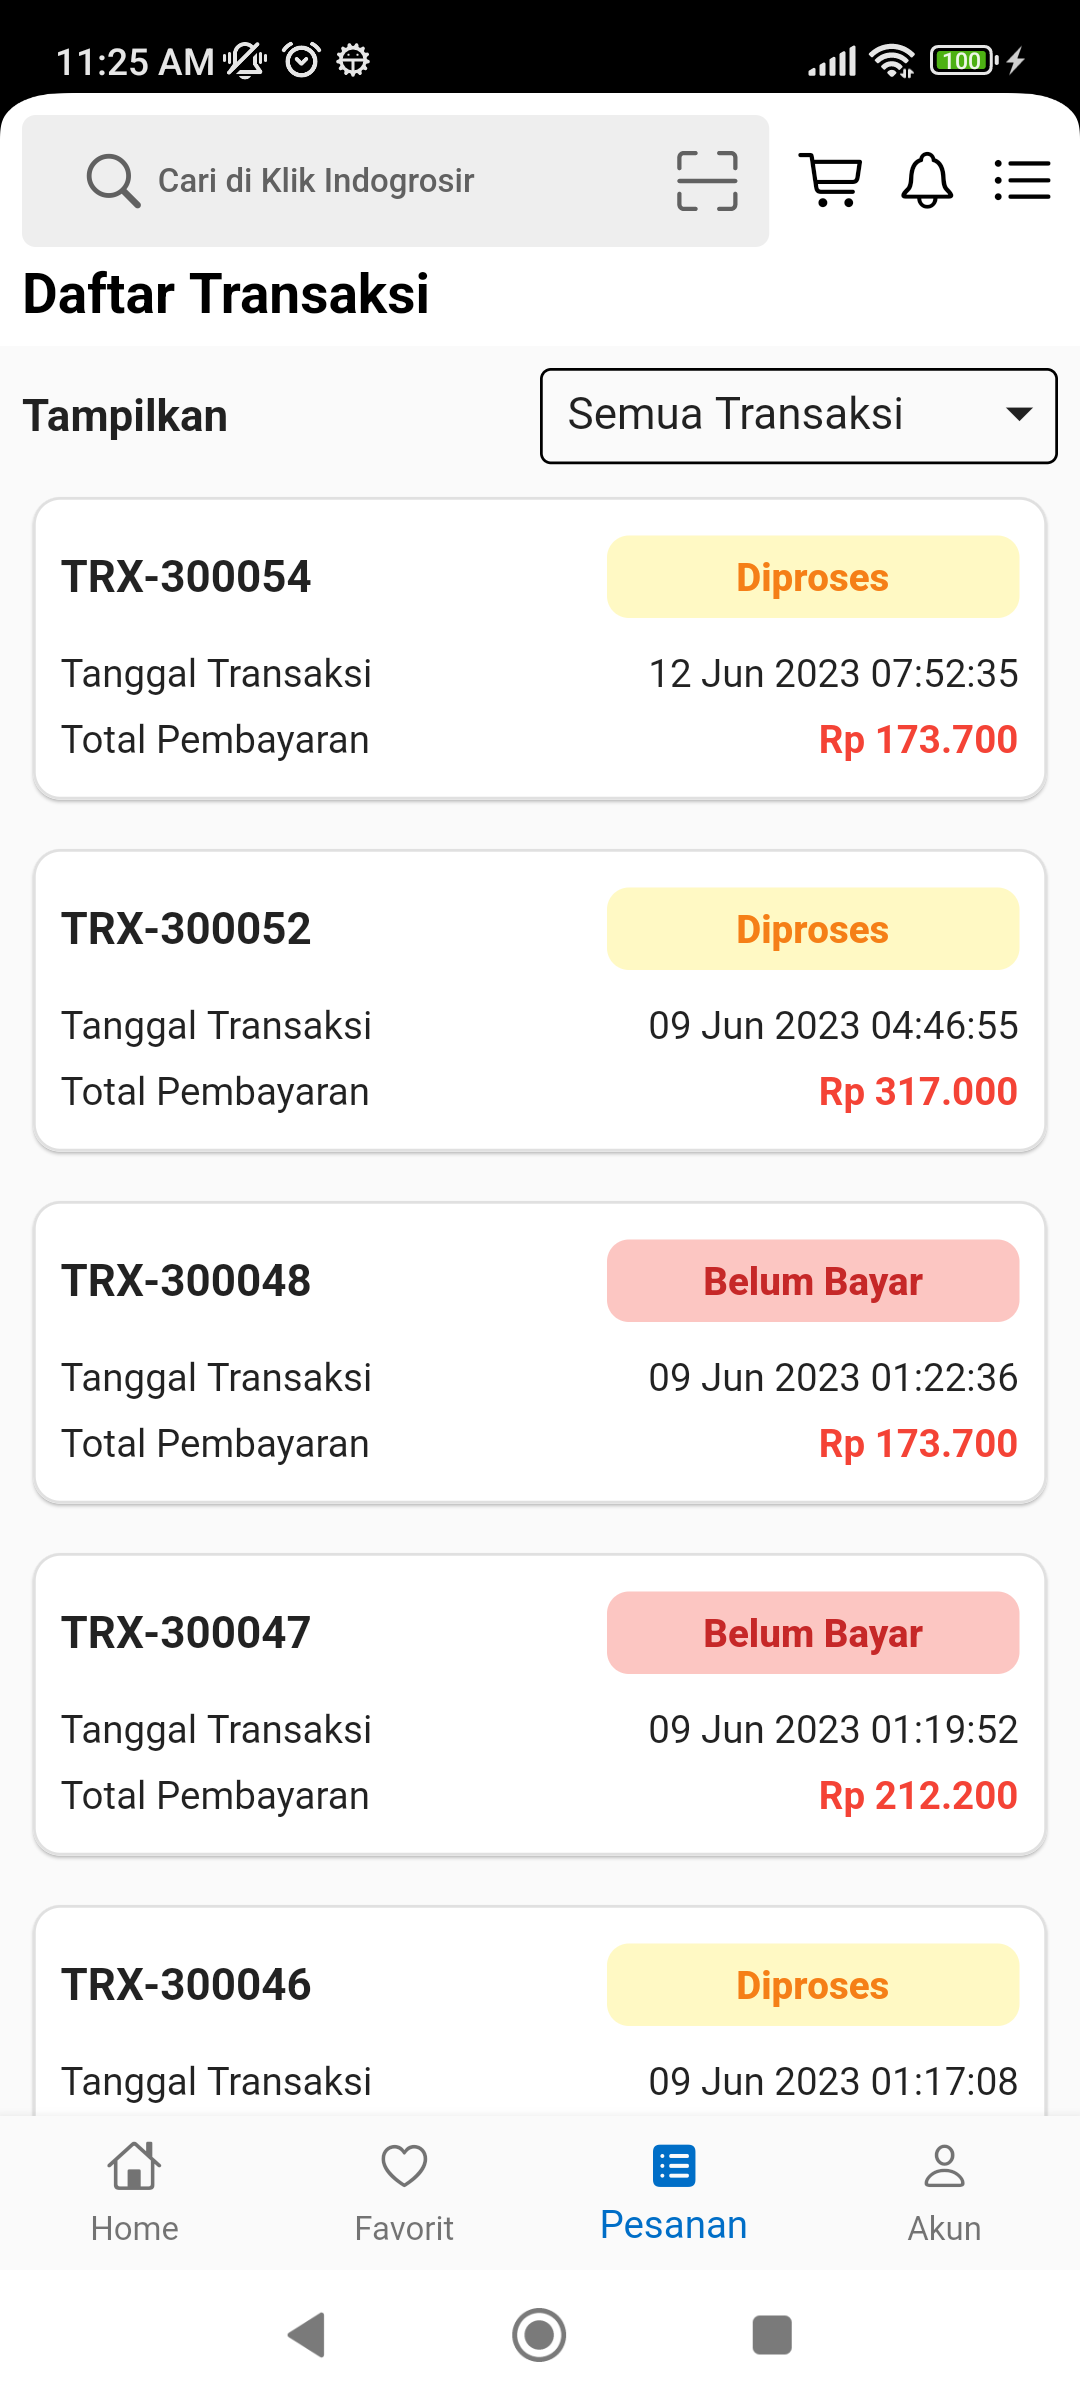 11:25 AM
100
Cari di Klik Indogrosir
Daftar Transaksi
Tampilkan
Semua Transaksi
TRX-300054
Diproses
Tanggal Transaksi
12 Jun 2023 07:52:35
Total Pembayaran
Rp 173.700
TRX-300052
Diproses
Tanggal Transaksi
09 Jun 2023 04:46:55
Total Pembayaran
Rp 317.000
TRX-300048
Belum Bayar
Tanggal Transaksi
09 Jun 2023 01:22:36
Total Pembayaran
Rp 173.700
TRX-300047
Belum Bayar
Tanggal Transaksi
09 Jun 2023 01:19:52
Total Pembayaran
Rp 212.200
TRX-300046
Diproses
Tanggal Transaksi
09 Jun 2023 01:17:08
Home
Favorit
Pesanan
Akun